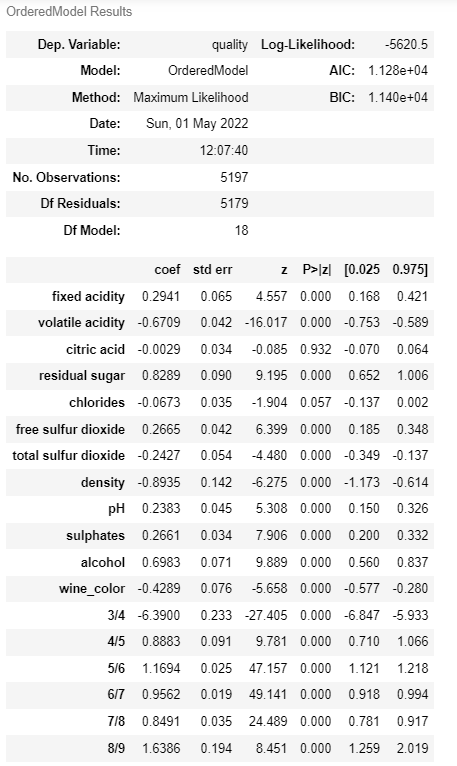 OrderedModel Results
Dep. Variable: quality Log-Likelihood: -5620.5
Model: OrderedModel AIC: 1.128e+04
Method: Maximum Likelihood BIC: 1.140e+04
Date: Sun, 01 May 2022
Time: 12:07:40
No. Observations: 5197
Df Residuals: 5179
Df Model: 18
coef std err z P>|z| [0.025 0.975]
fixed acidity 0.2941 0.065 4.557 0.000 0.168 0.421
volatile acidity -0.6709 0.042 -16.017 0.000 -0.753 -0.589
citric acid -0.0029 0.034 -0.085 0.932 -0.070 0.064
residual sugar 0.8289 0.090 9.195 0.000 0.652 1.006
chlorides -0.0673 0.035 -1.904 0.057 -0.137 0.002
free sulfur dioxide 0.2665 0.042 6.399 0.000 0.185 0.348
total sulfur dioxide -0.2427 0.054 -4.480 0.000 -0.349 -0.137
density -0.8935 0.142 -6.275 0.000 -1.173 -0.614
pH 0.2383 0.045 5.308 0.000 0.150 0.326
sulphates 0.2661 0.034 7.906 0.000 0.200 0.332
alcohol 0.6983 0.071 9.889 0.000 0.560 0.837
wine_color -0.4289 0.076 -5.658 0.000 -0.577 -0.280
3/4 -6.3900 0.233 -27.405 0.000 -6.847 -5.933
4/5 0.8883 0.091 9.781 0.000 0.710 1.066
5/6 1.1694 0.025 47.157 0.000 1.121 1.218
6/7 0.9562 0.019 49.141 0.000 0.918 0.994
7/8 0.8491 0.035 24.489 0.000 0.781 0.917
8/9 1.6386 0.194 8.451 0.000 1.259 2.019